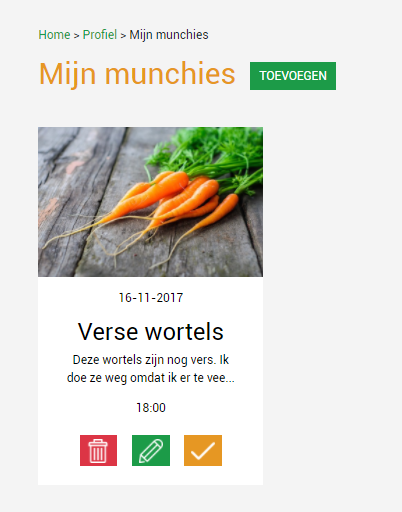 Home > Profiel > Mijn munchies
Mijn munchies
TOEVOEGEN
16-11-2017
Verse wortels
Deze wortels zijn nog vers. Ik
doe ze weg omdat ik er te vee...
18:00